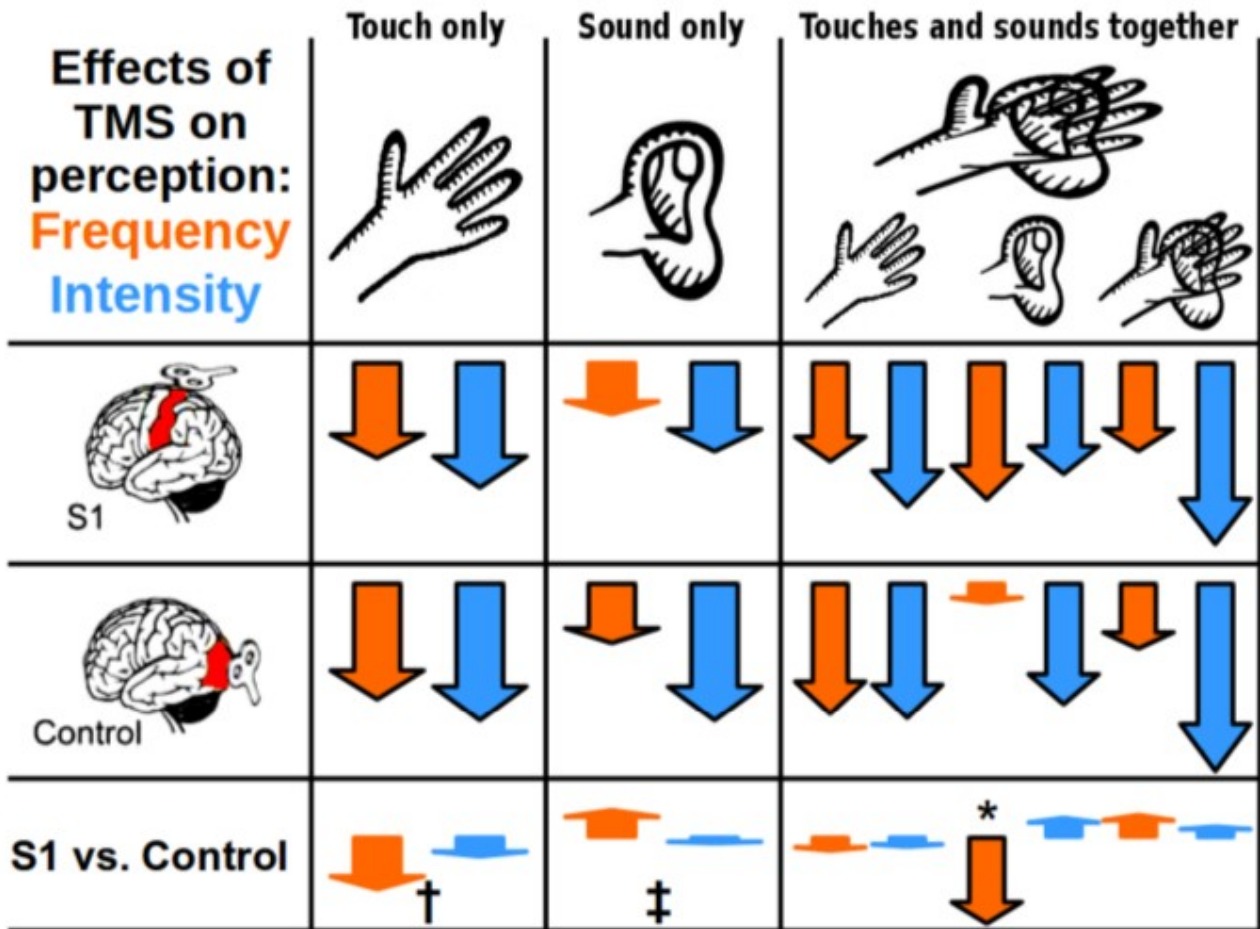 Touch only
Sound only
Touches and sounds together
Effects of
TMS on
perception:
Frequency
Intensity
S1
Control
S1 vs. Control
*
†
‡